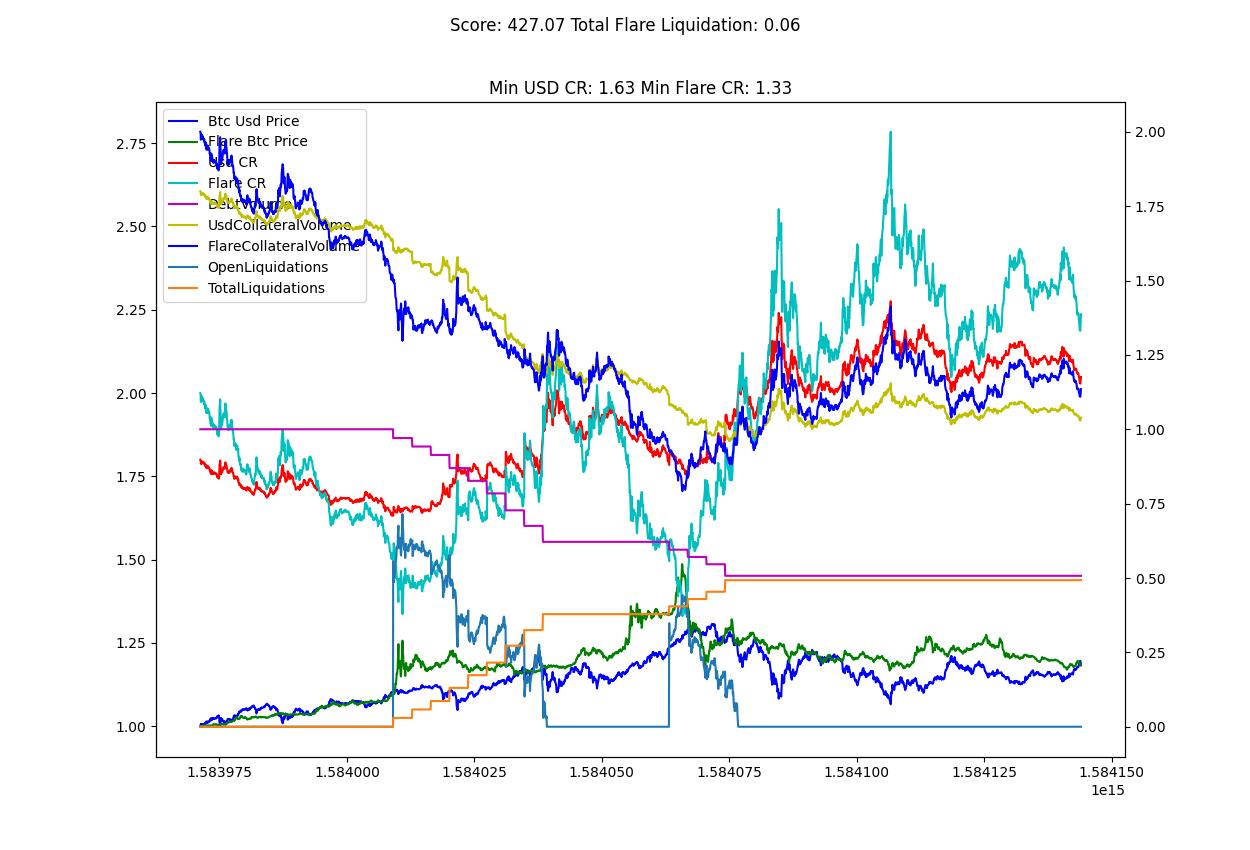 Score: 427.07 Total Flare Liquidation: 0.06
Min USD CR: 1.63 Min Flare CR: 1.33
Btc Usd Price
Flare Btc Price
Usd CR
Flare CR
DebtVolume
UsdCollateralVolume
FlareCollateralVolume
OpenLiquidations
TotalLiquidations
2.75
2.50
2.25
2.00
1.75
1.50
1.25
1.00
2.00
1.75
1.50
1.25
1.00
0.75
0.50
0.25
0.00
1.583975 1.584000 1.584025 1.584050 1.584075 1.584100 1.584125 1.584150
1e15